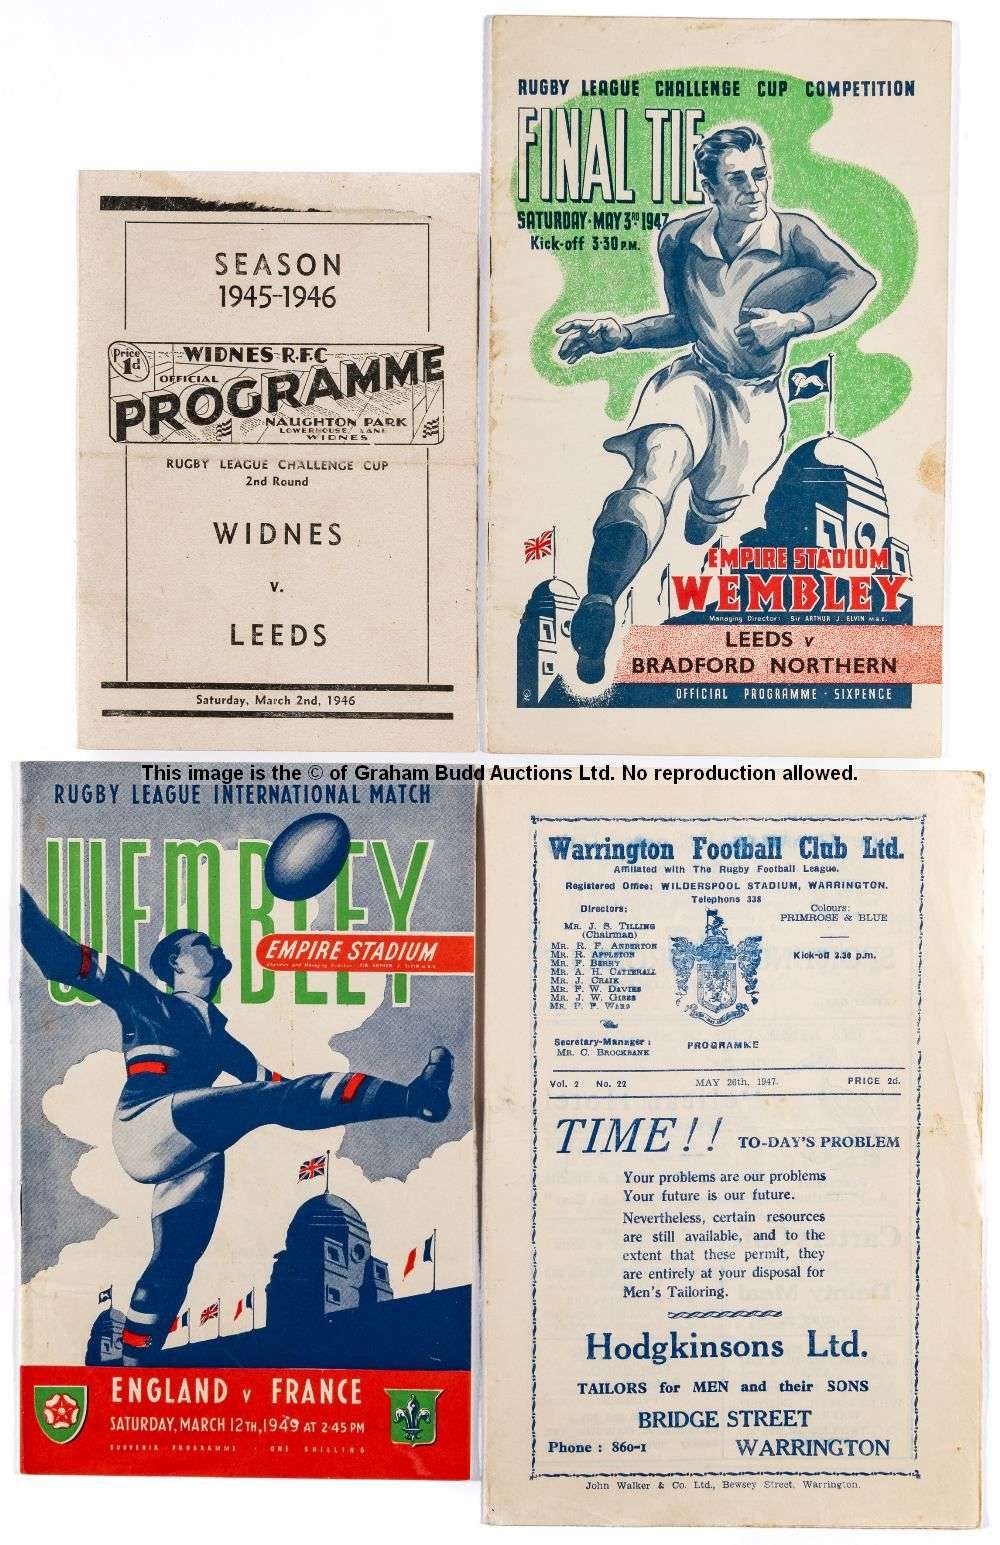 SEASON
1945-1946
Price
1d
WIDNES R.F.C
OFFICIAL
PROGRAMME
NAUGHTON PARK
LOWERHOUSE LANE
WIDNES
RUGBY LEAGUE CHALLENGE CUP
2nd Round
WIDNES
v.
LEEDS
Saturday, March 2nd, 1946
RUGBY LEAGUE CHALLENGE CUP COMPETITION
FINAL TIE
SATURDAY · MAY 3RD 1947
Kick-off 3·30 P.M.
EMPIRE STADIUM
WEMBLEY
Managing Director: Sir ARTHUR J. ELVIN M.B.E.
LEEDS v
BRADFORD NORTHERN
OFFICIAL PROGRAMME · SIXPENCE
This image is the © of Graham Budd Auctions Ltd. No reproduction allowed.
RUGBY LEAGUE INTERNATIONAL MATCH
WEMBLEY
EMPIRE STADIUM
Chairman and Managing Director · SIR ARTHUR J. ELVIN M.B.E.
ENGLAND v FRANCE
SATURDAY, MARCH 12TH, 1949 AT 2·45 PM
SOUVENIR PROGRAMME · ONE SHILLING
Warrington Football Club Ltd.
Affiliated with The Rugby Football League.
Registered Office: WILDERSPOOL STADIUM, WARRINGTON.
Telephone 338
Directors:
MR. J. S. TILLING
(Chairman)
MR. R. F. ANDERTON
MR. R. APPLETON
MR. F. BERRY
MR. A. H. CATTERALL
MR. J. CRAIK
MR. F. W. DAVIES
MR. J. W. GIBBS
MR. P. F. WARD
Secretary-Manager:
MR. C. BROCKBANK
Colours:
PRIMROSE & BLUE
Kick-off 3.30 p.m.
PROGRAMME
Vol. 2 No. 22 MAY 26th, 1947. PRICE 2d.
TIME!! TO-DAY'S PROBLEM
Your problems are our problems
Your future is our future.
Nevertheless, certain resources
are still available, and to the
extent that these permit, they
are entirely at your disposal for
Men's Tailoring.
Hodgkinsons Ltd.
TAILORS for MEN and their SONS
BRIDGE STREET
Phone: 860-1 WARRINGTON
John Walker & Co. Ltd., Bewsey Street, Warrington.